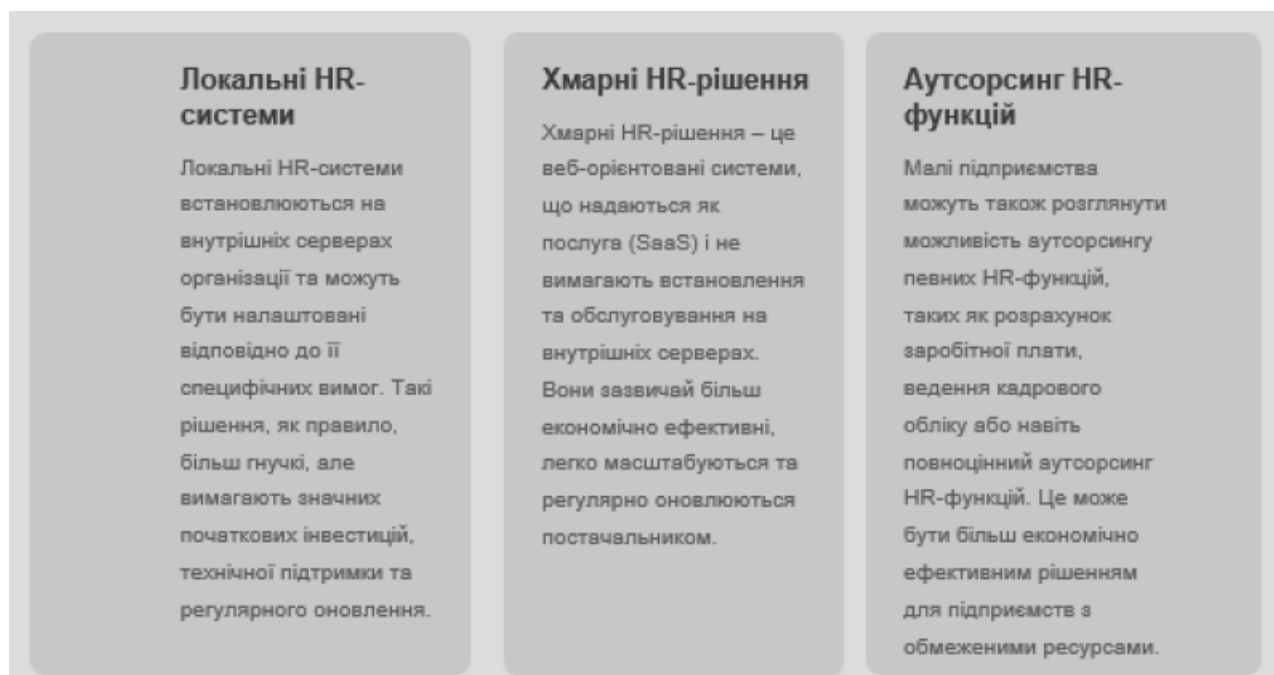 Локальні HR-
системи
Локальні HR-системи
встановлюються на
внутрішніх серверах
організації та можуть
бути налаштовані
відповідно до її
специфічних вимог. Такі
рішення, як правило,
більш гнучкі, але
вимагають значних
початкових інвестицій,
технічної підтримки та
регулярного оновлення.
Хмарні HR-рішення
Хмарні HR-рішення – це
веб-орієнтовані системи,
що надаються як
послуга (SaaS) і не
вимагають встановлення
та обслуговування на
внутрішніх серверах.
Вони зазвичай більш
економічно ефективні,
легко масштабуються та
регулярно оновлюються
постачальником.
Аутсорсинг HR-
функцій
Малі підприємства
можуть також розглянути
можливість аутсорсингу
певних HR-функцій,
таких як розрахунок
заробітної плати,
ведення кадрового
обліку або навіть
повноцінний аутсорсинг
HR-функцій. Це може
бути більш економічно
ефективним рішенням
для підприємств з
обмеженими ресурсами.